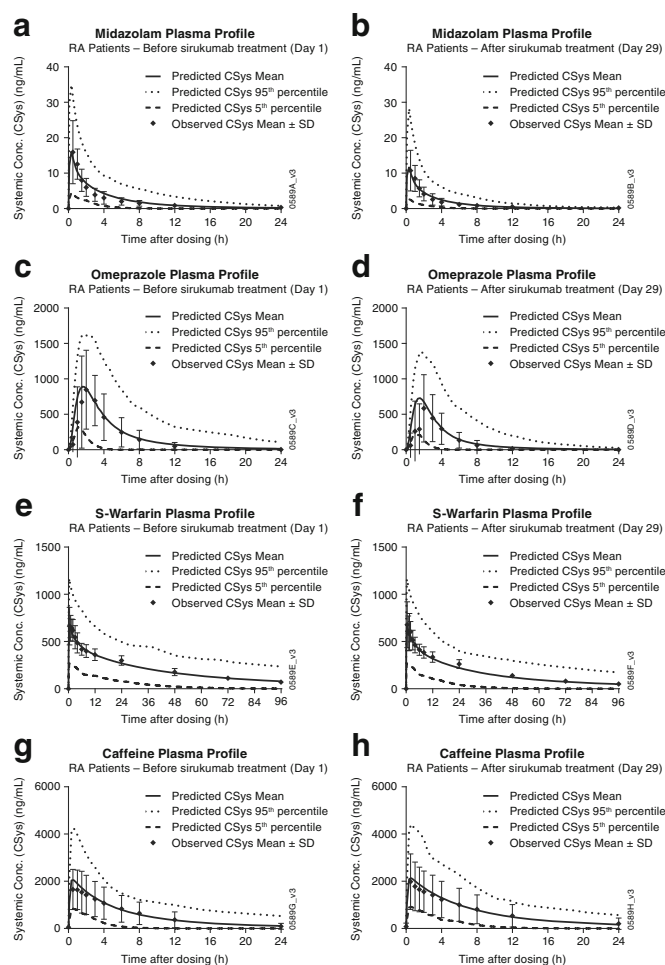 a
Midazolam Plasma Profile
RA Patients – Before sirukumab treatment (Day 1)
Systemic Conc. (CSys) (ng/mL)
40
30
20
10
0
Predicted CSys Mean
Predicted CSys 95th percentile
Predicted CSys 5th percentile
Observed CSys Mean ± SD
0589A_v3
0 4 8 12 16 20 24
Time after dosing (h)
b
Midazolam Plasma Profile
RA Patients – After sirukumab treatment (Day 29)
Systemic Conc. (CSys) (ng/mL)
40
30
20
10
0
Predicted CSys Mean
Predicted CSys 95th percentile
Predicted CSys 5th percentile
Observed CSys Mean ± SD
0589B_v3
0 4 8 12 16 20 24
Time after dosing (h)
c
Omeprazole Plasma Profile
RA Patients – Before sirukumab treatment (Day 1)
Systemic Conc. (CSys) (ng/mL)
2000
1500
1000
500
0
Predicted CSys Mean
Predicted CSys 95th percentile
Predicted CSys 5th percentile
Observed CSys Mean ± SD
0589C_v3
0 4 8 12 16 20 24
Time after dosing (h)
d
Omeprazole Plasma Profile
RA Patients – After sirukumab treatment (Day 29)
Systemic Conc. (CSys) (ng/mL)
2000
1500
1000
500
0
Predicted CSys Mean
Predicted CSys 95th percentile
Predicted CSys 5th percentile
Observed CSys Mean ± SD
0589D_v3
0 4 8 12 16 20 24
Time after dosing (h)
e
S-Warfarin Plasma Profile
RA Patients – Before sirukumab treatment (Day 1)
Systemic Conc. (CSys) (ng/mL)
1500
1000
500
0
Predicted CSys Mean
Predicted CSys 95th percentile
Predicted CSys 5th percentile
Observed CSys Mean ± SD
0589E_v3
0 12 24 36 48 60 72 84 96
Time after dosing (h)
f
S-Warfarin Plasma Profile
RA Patients – After sirukumab treatment (Day 29)
Systemic Conc. (CSys) (ng/mL)
1500
1000
500
0
Predicted CSys Mean
Predicted CSys 95th percentile
Predicted CSys 5th percentile
Observed CSys Mean ± SD
0589F_v3
0 12 24 36 48 60 72 84 96
Time after dosing (h)
g
Caffeine Plasma Profile
RA Patients – Before sirukumab treatment (Day 1)
Systemic Conc. (CSys) (ng/mL)
6000
4000
2000
0
Predicted CSys Mean
Predicted CSys 95th percentile
Predicted CSys 5th percentile
Observed CSys Mean ± SD
0589G_v3
0 4 8 12 16 20 24
Time after dosing (h)
h
Caffeine Plasma Profile
RA Patients – After sirukumab treatment (Day 29)
Systemic Conc. (CSys) (ng/mL)
6000
4000
2000
0
Predicted CSys Mean
Predicted CSys 95th percentile
Predicted CSys 5th percentile
Observed CSys Mean ± SD
0589H_v3
0 4 8 12 16 20 24
Time after dosing (h)